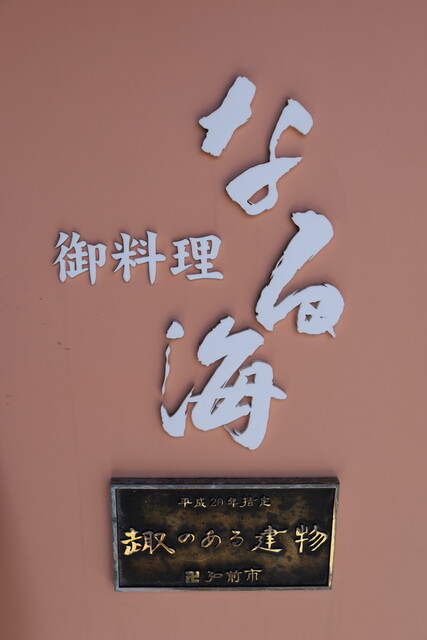 御料理
なる海
平成20年指定
趣のある建物
卍弘前市